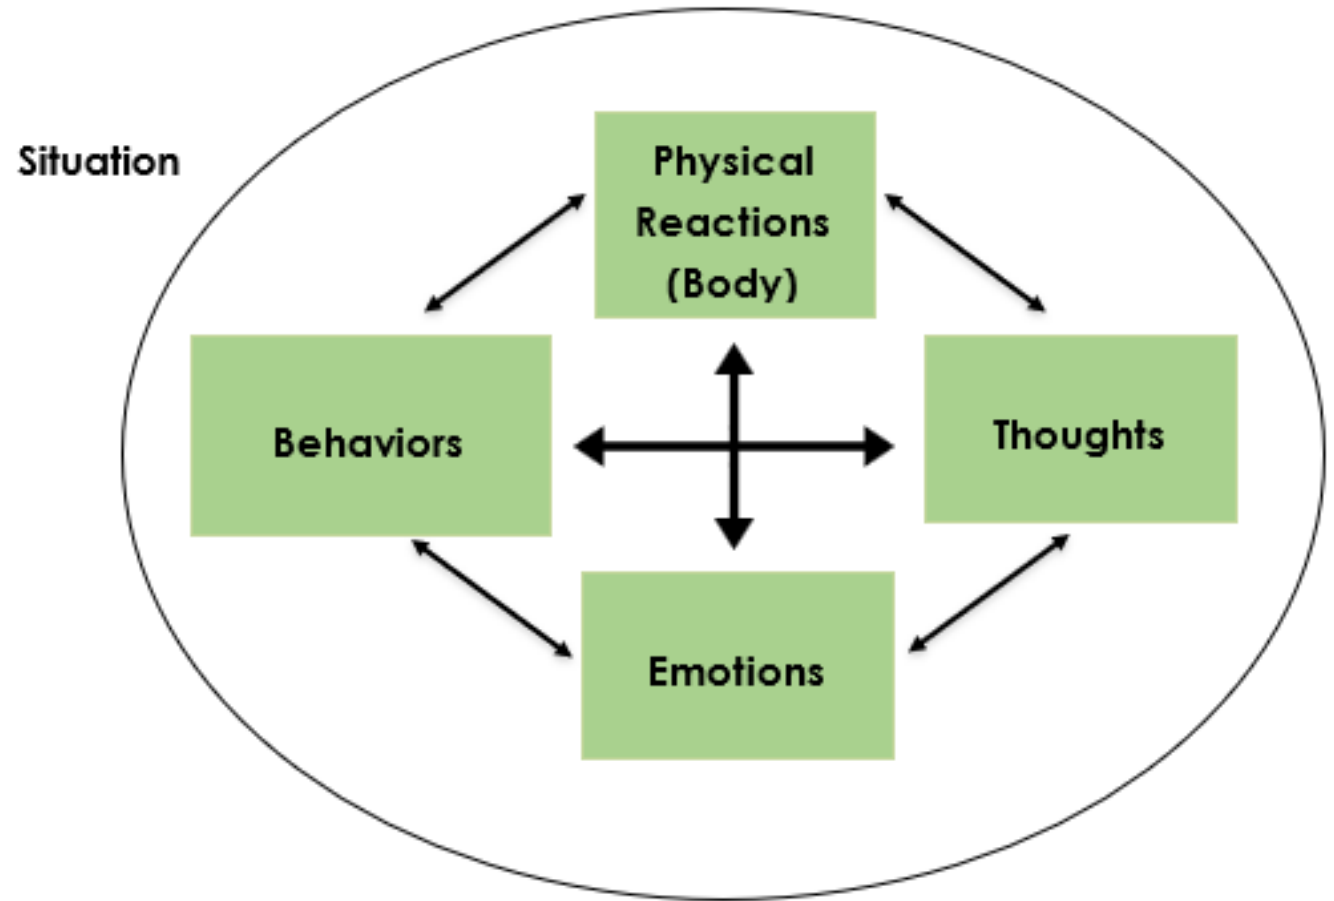 Situation
Physical
Reactions
(Body)
Behaviors
Thoughts
Emotions